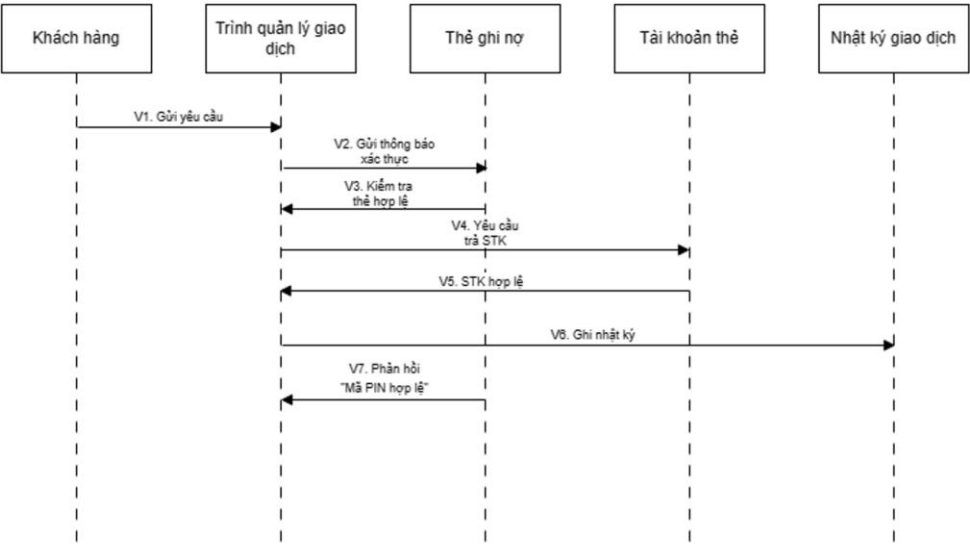 Khách hàng
Trình quản lý giao
dịch
Thẻ ghi nợ
Tài khoản thẻ
Nhật ký giao dịch
V1. Gửi yêu cầu
V2. Gửi thông báo
xác thực
V3. Kiểm tra
thẻ hợp lệ
V4. Yêu cầu
trả STK
V5. STK hợp lệ
V6. Ghi nhật ký
V7. Phản hồi
"Mã PIN hợp lệ"